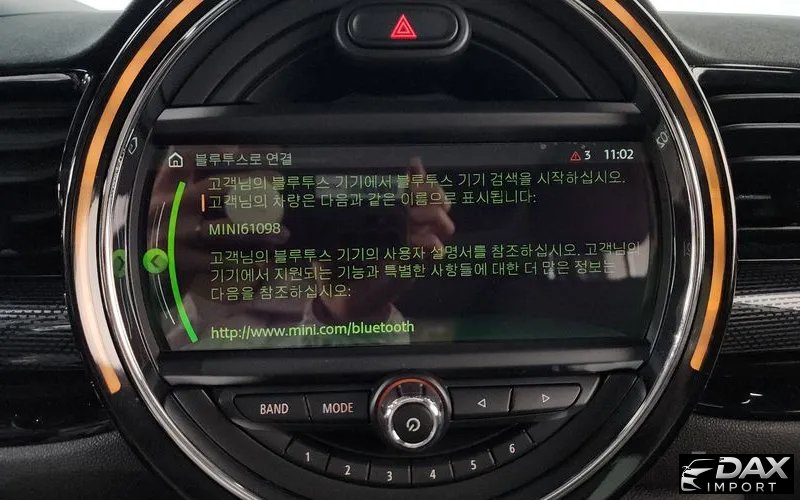 블루투스로 연결
3
11:02
고객님의 블루투스 기기에서 블루투스 기기 검색을 시작하십시오.
고객님의 차량은 다음과 같은 이름으로 표시됩니다:
MINI61098
고객님의 블루투스 기기의 사용자 설명서를 참조하십시오. 고객님의
기기에서 지원되는 기능과 특별한 사항들에 대한 더 많은 정보는
다음을 참조하십시오:
http://www.mini.com/bluetooth
BAND
MODE
1
2
3
4
5
6
DAX
IMPORT